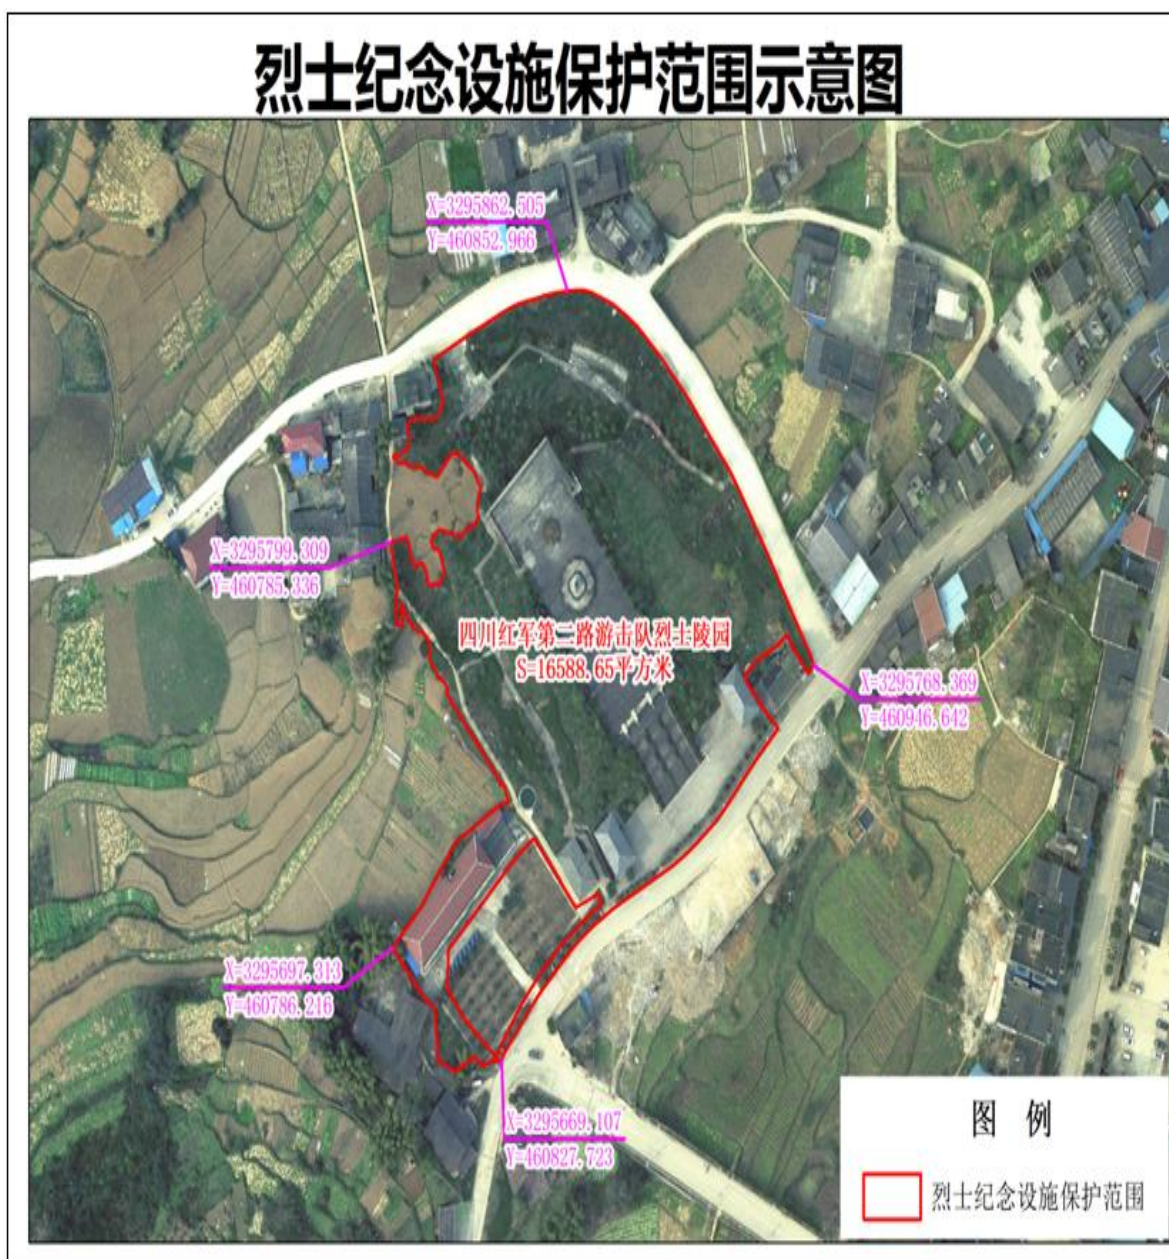 烈士纪念设施保护范围示意图
X=3295862.505
Y=460852.966
X=3295799.309
Y=460785.336
四川红军第二路游击队烈士陵园
S=16588.65平方米
X=3295768.369
Y=460946.642
X=3295697.313
Y=460786.216
X=3295669.107
Y=460827.723
图 例
烈士纪念设施保护范围